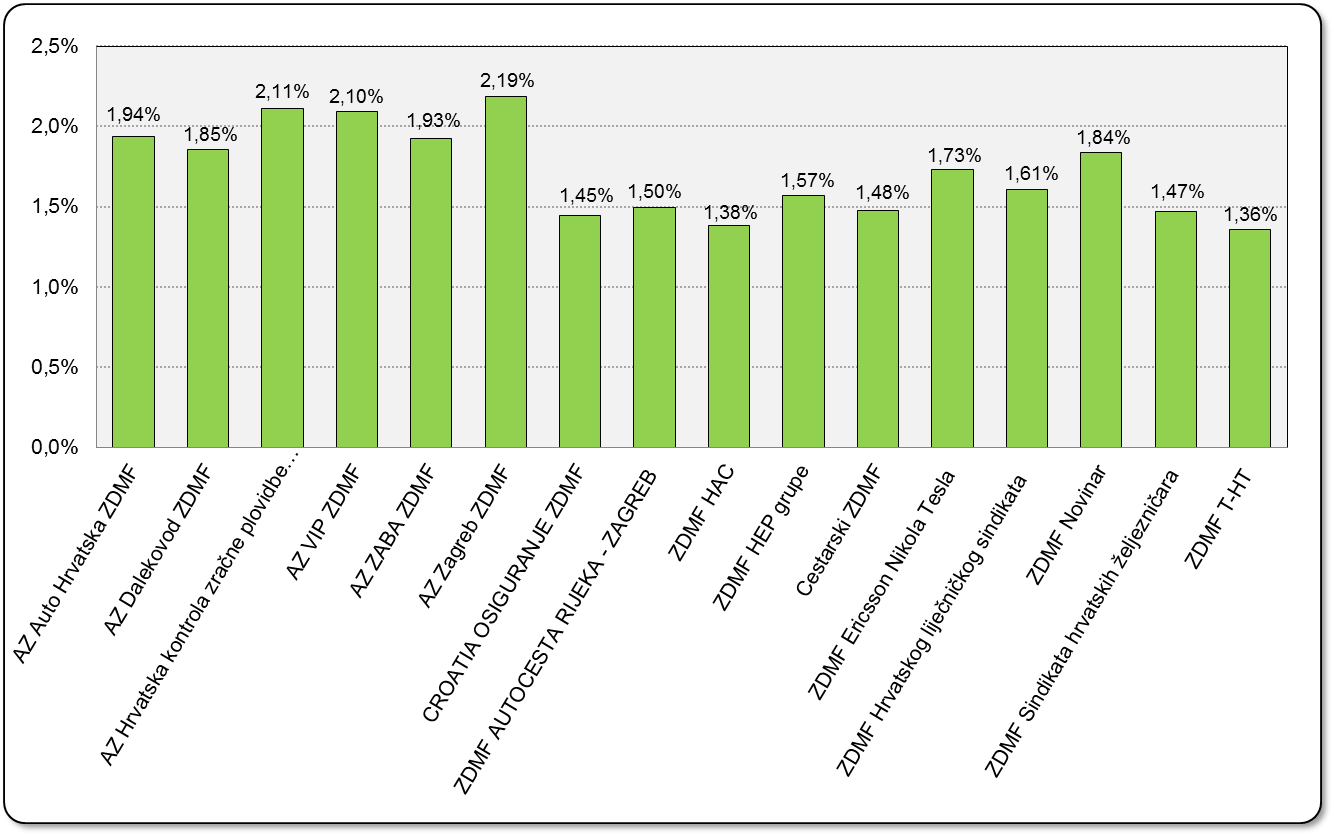 2,5%
2,0%
1,5%
1,0%
0,5%
0,0%
1,94%
1,85%
2,11%
2,10%
1,93%
2,19%
1,45%
1,50%
1,38%
1,57%
1,48%
1,73%
1,61%
1,84%
1,47%
1,36%
AZ Auto Hrvatska ZDMF
AZ Dalekovod ZDMF
AZ Hrvatska kontrola zračne plovidbe…
AZ VIP ZDMF
AZ ZABA ZDMF
AZ Zagreb ZDMF
CROATIA OSIGURANJE ZDMF
ZDMF AUTOCESTA RIJEKA - ZAGREB
ZDMF HAC
ZDMF HEP grupe
Cestarski ZDMF
ZDMF Ericsson Nikola Tesla
ZDMF Hrvatskog liječničkog sindikata
ZDMF Novinar
ZDMF Sindikata hrvatskih željezničara
ZDMF T-HT